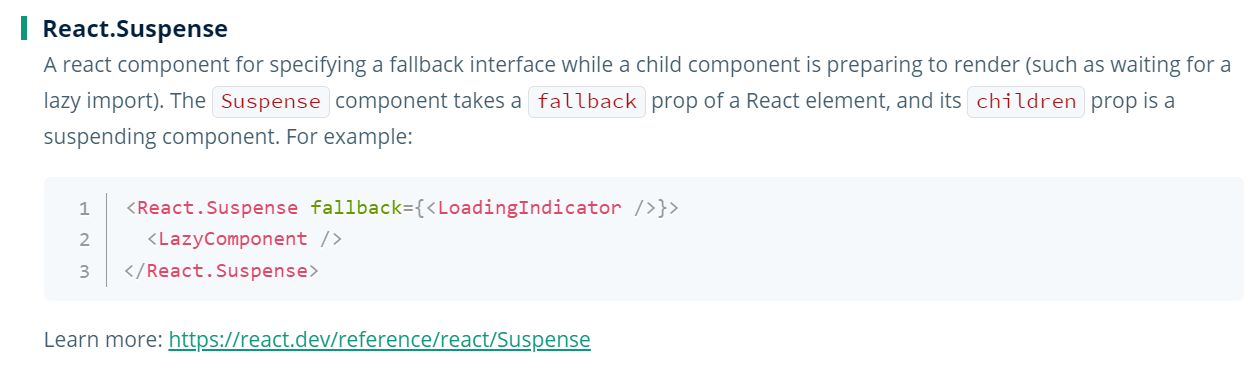 React.Suspense
A react component for specifying a fallback interface while a child component is preparing to render (such as waiting for a
lazy import). The Suspense component takes a fallback prop of a React element, and its children prop is a
suspending component. For example:
1 <React.Suspense fallback={<LoadingIndicator />}>
2   <LazyComponent />
3 </React.Suspense>
Learn more: https://react.dev/reference/react/Suspense